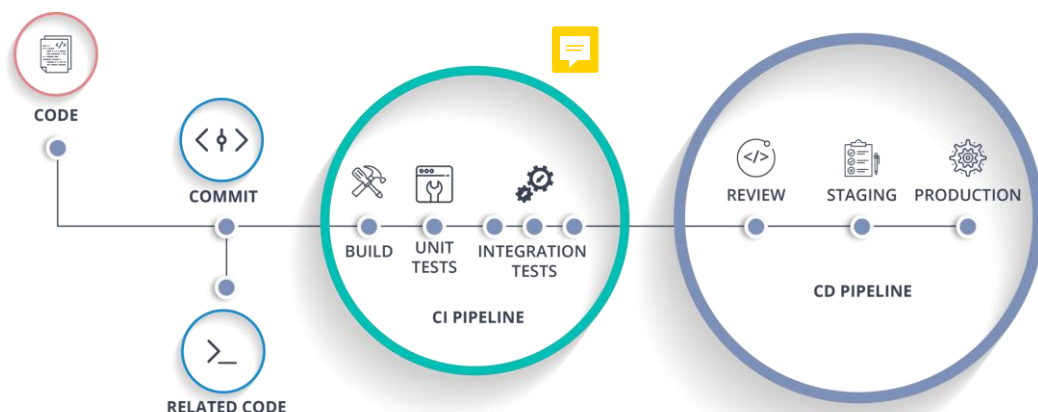 CODE
COMMIT
RELATED CODE
BUILD
UNIT
TESTS
INTEGRATION
TESTS
CI PIPELINE
REVIEW
STAGING
PRODUCTION
CD PIPELINE